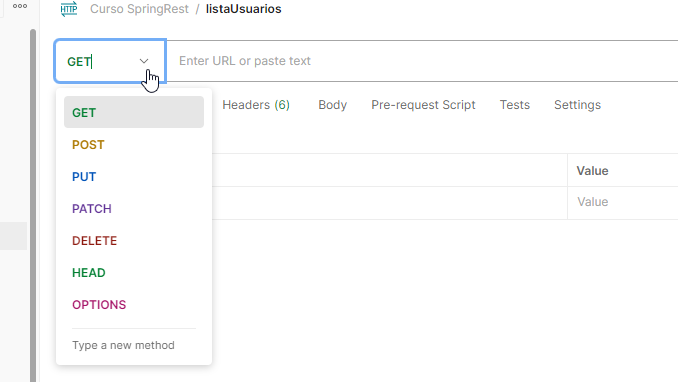 HTTP Curso SpringRest / listaUsuarios
GET Enter URL or paste text
Headers (6) Body Pre-request Script Tests Settings
GET
POST
PUT
PATCH
DELETE
HEAD
OPTIONS
Type a new method
Value
Value